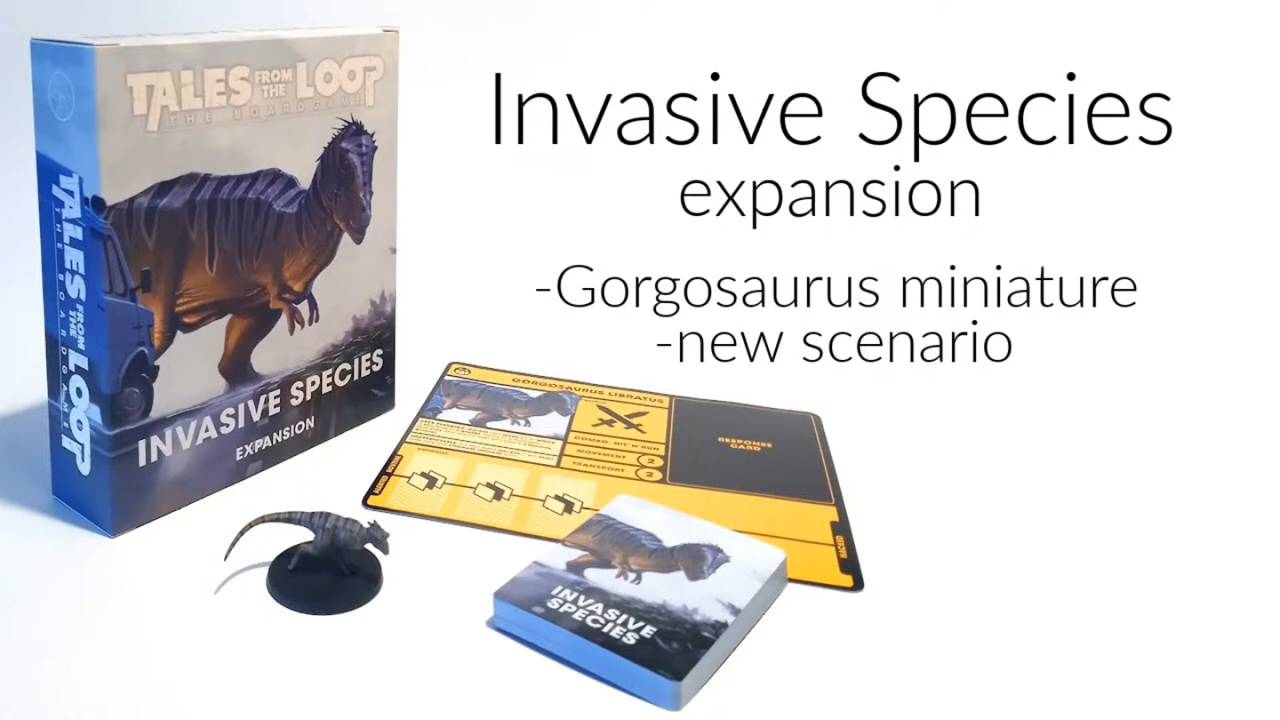 TALES FROM THE LOOP
THE BOARDGAME
INVASIVE SPECIES
EXPANSION
TALES FROM THE LOOP
THE BOARDGAME
Invasive Species
expansion
-Gorgosaurus miniature
-new scenario
GORGOSAURUS LIBRATUS
COMBO: HIT N RUN
MOVEMENT 2
TRANSPORT 2
RESPONSE
CARD
HACKED
INVASIVE
SPECIES